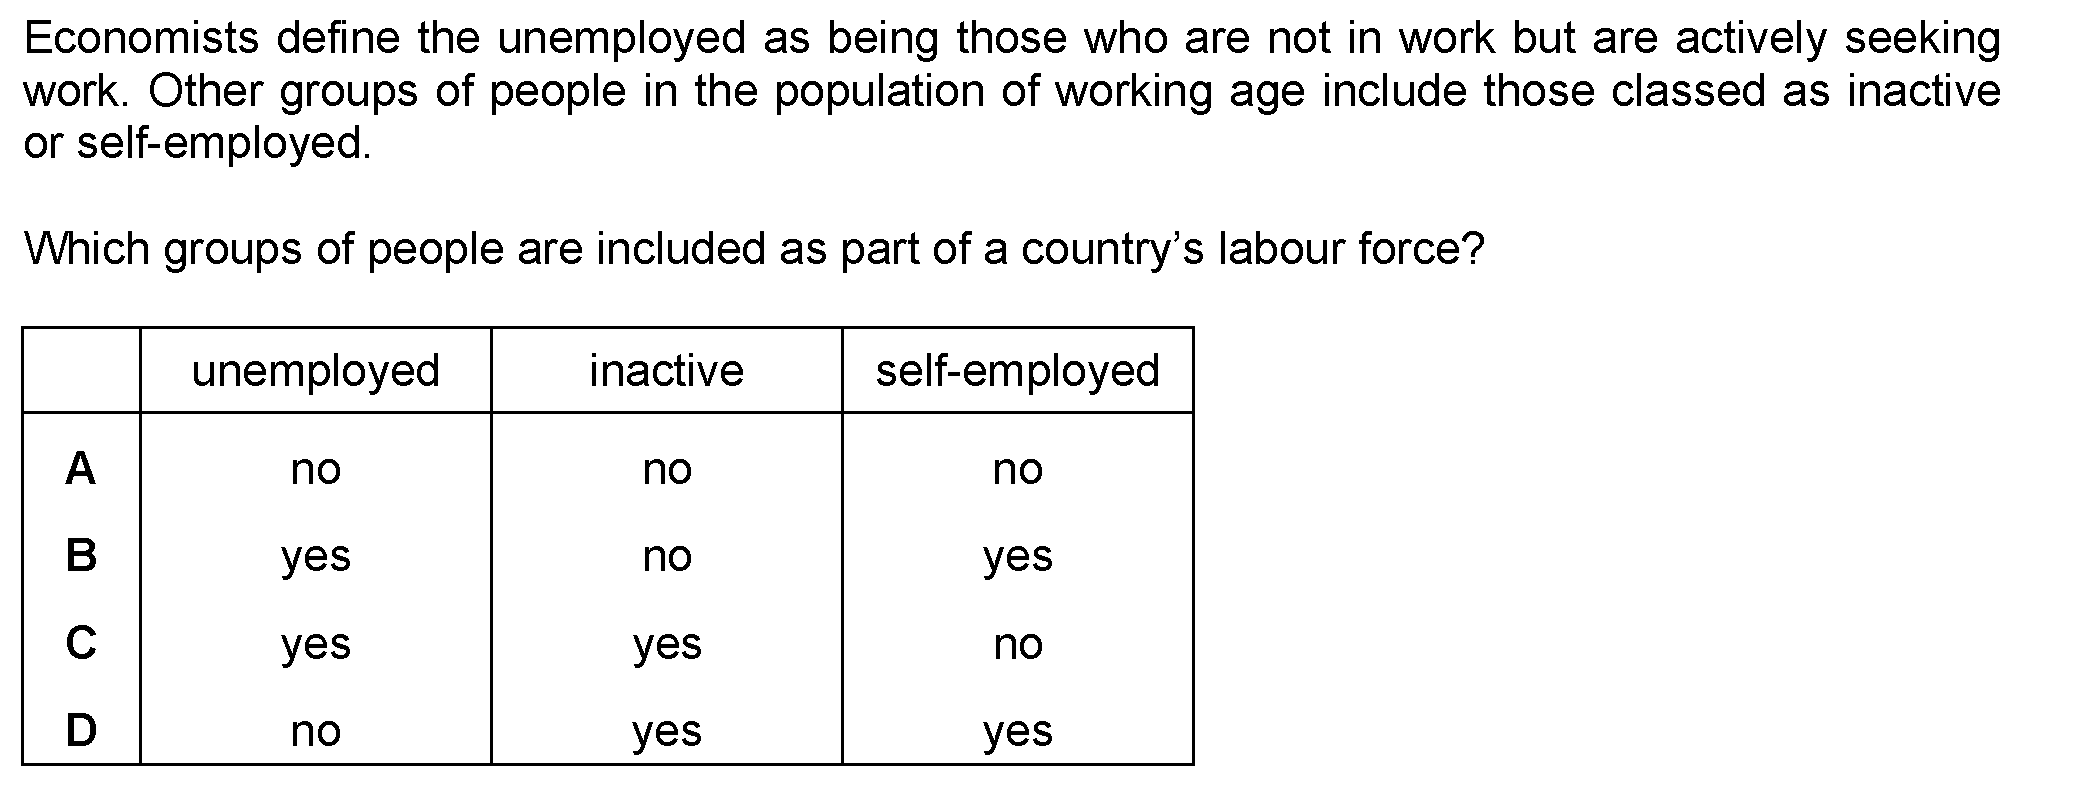 Economists define the unemployed as being those who are not in work but are actively seeking
work. Other groups of people in the population of working age include those classed as inactive
or self-employed.
Which groups of people are included as part of a country’s labour force?
unemployed inactive self-employed
A no no no
B yes no yes
C yes yes no
D no yes yes